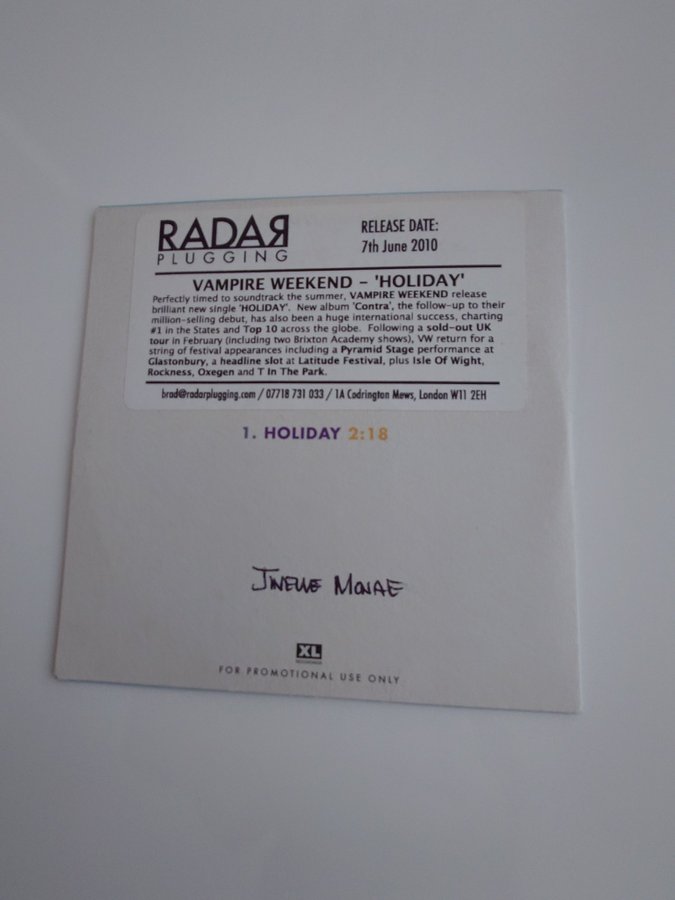 RADAR
PLUGGING
RELEASE DATE:
7th June 2010
VAMPIRE WEEKEND – 'HOLIDAY'
Perfectly timed to soundtrack the summer, VAMPIRE WEEKEND release
brilliant new single 'HOLIDAY'. New album 'Contra', the follow-up to their
million-selling debut, has also been a huge international success, charting
#1 in the States and Top 10 across the globe. Following a sold-out UK
tour in February (including two Brixton Academy shows), VW return for a
string of festival appearances including a Pyramid Stage performance at
Glastonbury, a headline slot at Latitude Festival, plus Isle Of Wight,
Rockness, Oxegen and T In The Park.
brad@radarplugging.com / 07718 731 033 / 1A Codrington Mews, London W11 2EH
1. HOLIDAY 2:18
JNELLE MONAE
XL
RECORDINGS
FOR PROMOTIONAL USE ONLY